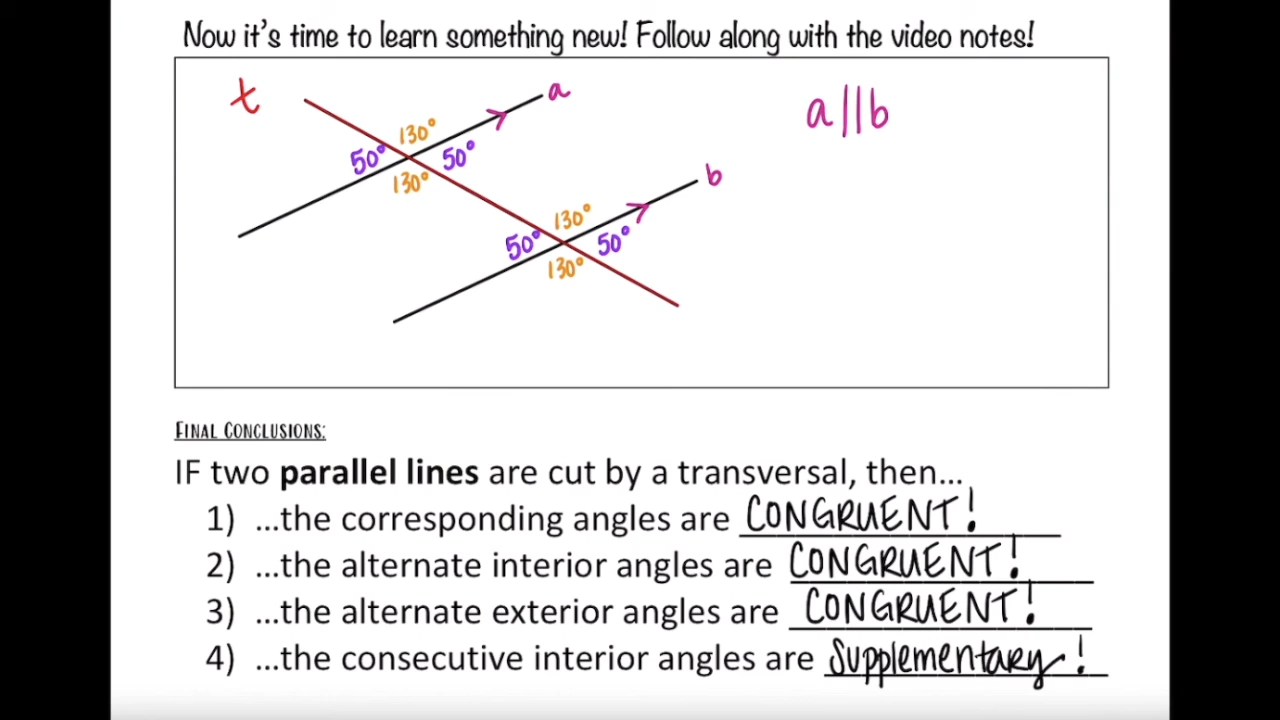 Now it's time to learn something new! Follow along with the video notes!
t
a
a||b
130°
50°
50°
130°
b
130°
50°
50°
130°
FINAL CONCLUSIONS:
IF two parallel lines are cut by a transversal, then...
1) ...the corresponding angles are CONGRUENT!
2) ...the alternate interior angles are CONGRUENT!
3) ...the alternate exterior angles are CONGRUENT!
4) ...the consecutive interior angles are Supplementary!